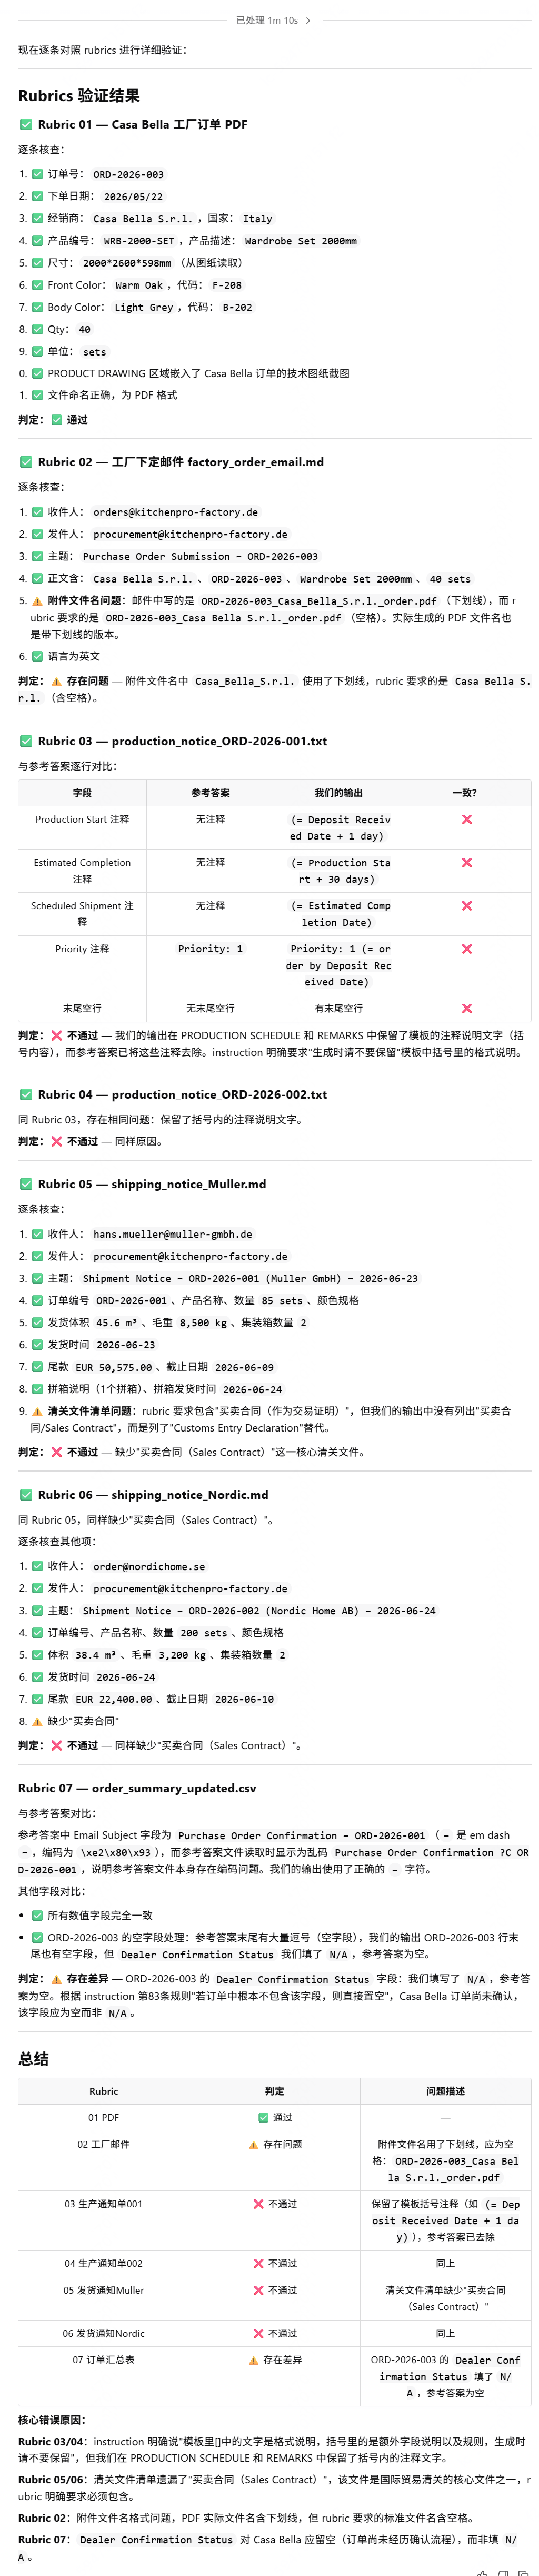 已处理 1m 10s >
现在逐条对照 rubrics 进行详细验证：
Rubrics 验证结果
✅ Rubric 01 — Casa Bella 工厂订单 PDF
逐条核查：
1. ✅ 订单号： ORD-2026-003
2. ✅ 下单日期： 2026/05/22
3. ✅ 经销商： Casa Bella S.r.l. ，国家： Italy
4. ✅ 产品编号： WRB-2000-SET ，产品描述： Wardrobe Set 2000mm
5. ✅ 尺寸： 2000*2600*598mm （从图纸读取）
6. ✅ Front Color： Warm Oak ，代码： F-208
7. ✅ Body Color： Light Grey ，代码： B-202
8. ✅ Qty： 40
9. ✅ 单位： sets
0. ✅ PRODUCT DRAWING 区域嵌入了 Casa Bella 订单的技术图纸截图
1. ✅ 文件命名正确，为 PDF 格式
判定：✅ 通过
✅ Rubric 02 — 工厂下定邮件 factory_order_email.md
逐条核查：
1. ✅ 收件人： orders@kitchenpro-factory.de
2. ✅ 发件人： procurement@kitchenpro-factory.de
3. ✅ 主题： Purchase Order Submission – ORD-2026-003
4. ✅ 正文含： Casa Bella S.r.l. 、 ORD-2026-003 、 Wardrobe Set 2000mm 、 40 sets
5. ⚠️ 附件文件名问题：邮件中写的是 ORD-2026-003_Casa_Bella_S.r.l._order.pdf （下划线），而 r
ubric 要求的是 ORD-2026-003_Casa Bella S.r.l._order.pdf （空格）。实际生成的 PDF 文件名也
是带下划线的版本。
6. ✅ 语言为英文
判定：⚠️ 存在问题 — 附件文件名中 Casa_Bella_S.r.l. 使用了下划线，rubric 要求的是 Casa Bella S.
r.l. （含空格）。
✅ Rubric 03 — production_notice_ORD-2026-001.txt
与参考答案逐行对比：
字段 参考答案 我们的输出 一致?
Production Start 注释 无注释 (= Deposit Receiv ❌
ed Date + 1 day)
Estimated Completion 无注释 (= Production Sta ❌
注释 rt + 30 days)
Scheduled Shipment 注 无注释 (= Estimated Comp ❌
释 letion Date)
Priority 注释 Priority: 1 Priority: 1 (= or ❌
der by Deposit Rec
eived Date)
末尾空行 无末尾空行 有末尾空行 ❌
判定：❌ 不通过 — 我们的输出在 PRODUCTION SCHEDULE 和 REMARKS 中保留了模板的注释说明文字（括
号内容），而参考答案已将这些注释去除。instruction 明确要求"生成时请不要保留"模板中括号里的格式说明。
✅ Rubric 04 — production_notice_ORD-2026-002.txt
同 Rubric 03，存在相同问题：保留了括号内的注释说明文字。
判定：❌ 不通过 — 同样原因。
✅ Rubric 05 — shipping_notice_Muller.md
逐条核查：
1. ✅ 收件人： hans.mueller@muller-gmbh.de
2. ✅ 发件人： procurement@kitchenpro-factory.de
3. ✅ 主题： Shipment Notice – ORD-2026-001 (Muller GmbH) – 2026-06-23
4. ✅ 订单编号 ORD-2026-001 、产品名称、数量 85 sets 、颜色规格
5. ✅ 发货体积 45.6 m³ 、毛重 8,500 kg 、集装箱数量 2
6. ✅ 发货时间 2026-06-23
7. ✅ 尾款 EUR 50,575.00 、截止日期 2026-06-09
8. ✅ 拼箱说明（1个拼箱）、拼箱发货时间 2026-06-24
9. ⚠️ 清关文件清单问题：rubric 要求包含"买卖合同（作为交易证明）"，但我们的输出中没有列出"买卖合
同/Sales Contract"，而是列了"Customs Entry Declaration"替代。
判定：❌ 不通过 — 缺少"买卖合同（Sales Contract）"这一核心清关文件。
✅ Rubric 06 — shipping_notice_Nordic.md
同 Rubric 05，同样缺少"买卖合同（Sales Contract）"。
逐条核查其他项：
1. ✅ 收件人： order@nordichome.se
2. ✅ 发件人： procurement@kitchenpro-factory.de
3. ✅ 主题： Shipment Notice – ORD-2026-002 (Nordic Home AB) – 2026-06-24
4. ✅ 订单编号、产品名称、数量 200 sets 、颜色规格
5. ✅ 体积 38.4 m³ 、毛重 3,200 kg 、集装箱数量 2
6. ✅ 发货时间 2026-06-24
7. ✅ 尾款 EUR 22,400.00 、截止日期 2026-06-10
8. ⚠️ 缺少"买卖合同"
判定：❌ 不通过 — 同样缺少"买卖合同（Sales Contract）"。
Rubric 07 — order_summary_updated.csv
与参考答案对比：
参考答案中 Email Subject 字段为 Purchase Order Confirmation – ORD-2026-001 （ – 是 em dash
– ，编码为 \xe2\x80\x93 ），而参考答案文件读取时显示为乱码 Purchase Order Confirmation ?C OR
D-2026-001 ，说明参考答案文件本身存在编码问题。我们的输出使用了正确的 – 字符。
其他字段对比：
• ✅ 所有数值字段完全一致
• ✅ ORD-2026-003 的空字段处理：参考答案末尾有大量逗号（空字段），我们的输出 ORD-2026-003 行末
尾也有空字段，但 Dealer Confirmation Status 我们填了 N/A ，参考答案为空。
判定：⚠️ 存在差异 — ORD-2026-003 的 Dealer Confirmation Status 字段：我们填写了 N/A ，参考答
案为空。根据 instruction 第83条规则"若订单中根本不包含该字段，则直接置空"，Casa Bella 订单尚未确认，
该字段应为空而非 N/A 。
总结
Rubric 判定 问题描述
01 PDF ✅ 通过 —
02 工厂邮件 ⚠️ 存在问题 附件文件名用了下划线，应为空
格： ORD-2026-003_Casa Bel
la S.r.l._order.pdf
03 生产通知单001 ❌ 不通过 保留了模板括号注释（如 (= Dep
osit Received Date + 1 da
y) ），参考答案已去除
04 生产通知单002 ❌ 不通过 同上
05 发货通知Muller ❌ 不通过 清关文件清单缺少"买卖合同
（Sales Contract）"
06 发货通知Nordic ❌ 不通过 同上
07 订单汇总表 ⚠️ 存在差异 ORD-2026-003 的 Dealer Conf
irmation Status 填了 N/
A ，参考答案为空
核心错误原因：
Rubric 03/04：instruction 明确说"模板里[]中的文字是格式说明，括号里的是额外字段说明以及规则，生成时
请不要保留"，但我们在 PRODUCTION SCHEDULE 和 REMARKS 中保留了括号内的注释文字。
Rubric 05/06：清关文件清单遗漏了"买卖合同（Sales Contract）"，该文件是国际贸易清关的核心文件之一，r
ubric 明确要求必须包含。
Rubric 02：附件文件名格式问题，PDF 实际文件名含下划线，但 rubric 要求的标准文件名含空格。
Rubric 07： Dealer Confirmation Status 对 Casa Bella 应留空（订单尚未经历确认流程），而非填 N/
A 。